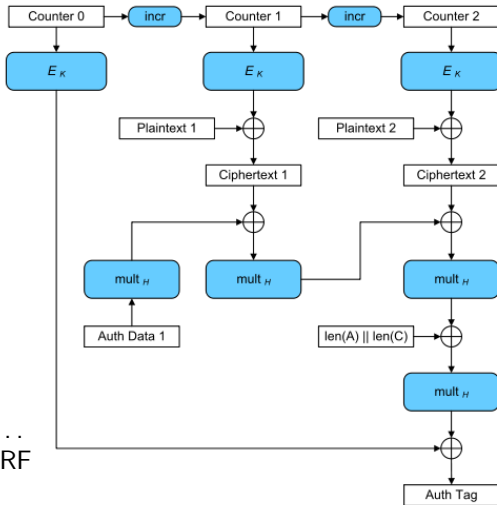 Counter 0 incr Counter 1 incr Counter 2
E K E K E K
Plaintext 1 Plaintext 2
Ciphertext 1 Ciphertext 2
mult H mult H mult H
Auth Data 1 len(A) || len(C)
mult H
. .
RF
Auth Tag